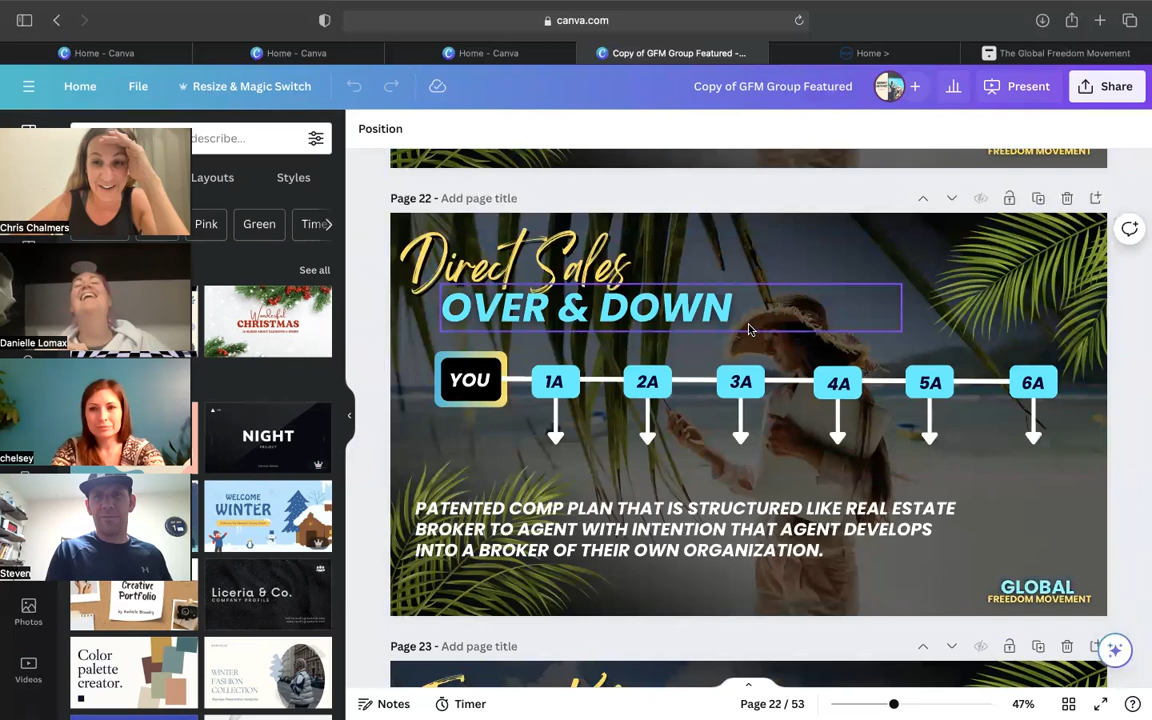 canva.com
Home - Canva
Home - Canva
Home - Canva
Copy of GFM Group Featured -...
Home >
The Global Freedom Movement
Home
File
Resize & Magic Switch
Copy of GFM Group Featured
Present
Share
describe...
Position
FREEDOM MOVEMENT
Layouts
Styles
Page 22 - Add page title
Pink
Green
Time
Chris Chalmers
See all
Direct Sales
OVER & DOWN
Wonderful
CHRISTMAS
Danielle Lomax
YOU
1A
2A
3A
4A
5A
6A
NIGHT
PROJECT
chelsey
WELCOME
WINTER
PATENTED COMP PLAN THAT IS STRUCTURED LIKE REAL ESTATE
BROKER TO AGENT WITH INTENTION THAT AGENT DEVELOPS
INTO A BROKER OF THEIR OWN ORGANIZATION.
Steven
Creative
Portfolio
Liceria & Co.
COMPANY PROFILE
GLOBAL
FREEDOM MOVEMENT
Photos
Color
palette
creator.
WINTER
FASHION
COLLECTION
Page 23 - Add page title
Videos
Notes
Timer
Page 22 / 53
47%